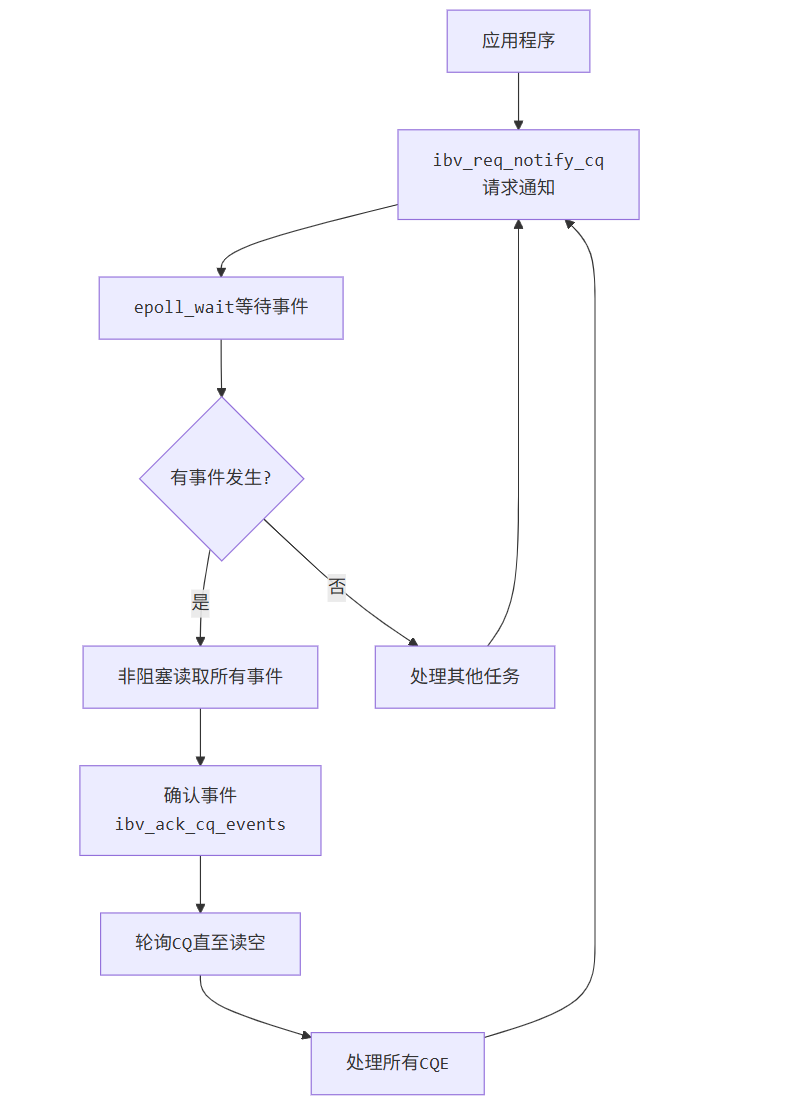 应用程序
ibv_req_notify_cq
请求通知
epoll_wait等待事件
有事件发生?
是
否
非阻塞读取所有事件
处理其他任务
确认事件
ibv_ack_cq_events
轮询CQ直至读空
处理所有CQE